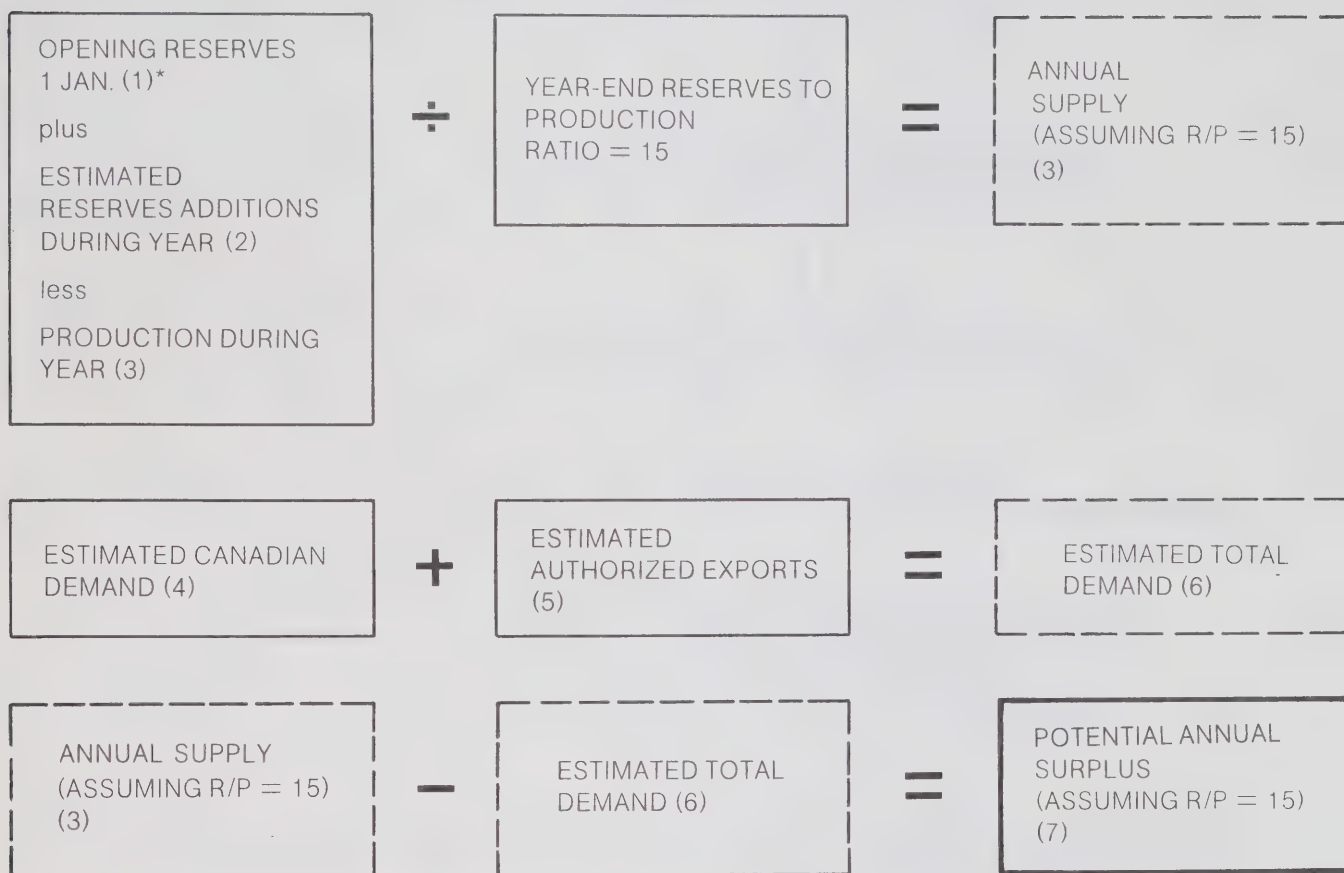 OPENING RESERVES
1 JAN. (1)*
plus
ESTIMATED
RESERVES ADDITIONS
DURING YEAR (2)
less
PRODUCTION DURING
YEAR (3)
÷
YEAR-END RESERVES TO
PRODUCTION
RATIO = 15
=
ANNUAL
SUPPLY
(ASSUMING R/P = 15)
(3)
ESTIMATED CANADIAN
DEMAND (4)
+
ESTIMATED
AUTHORIZED EXPORTS
(5)
=
ESTIMATED TOTAL
DEMAND (6)
ANNUAL SUPPLY
(ASSUMING R/P = 15)
(3)
−
ESTIMATED TOTAL
DEMAND (6)
=
POTENTIAL ANNUAL
SURPLUS
(ASSUMING R/P = 15)
(7)